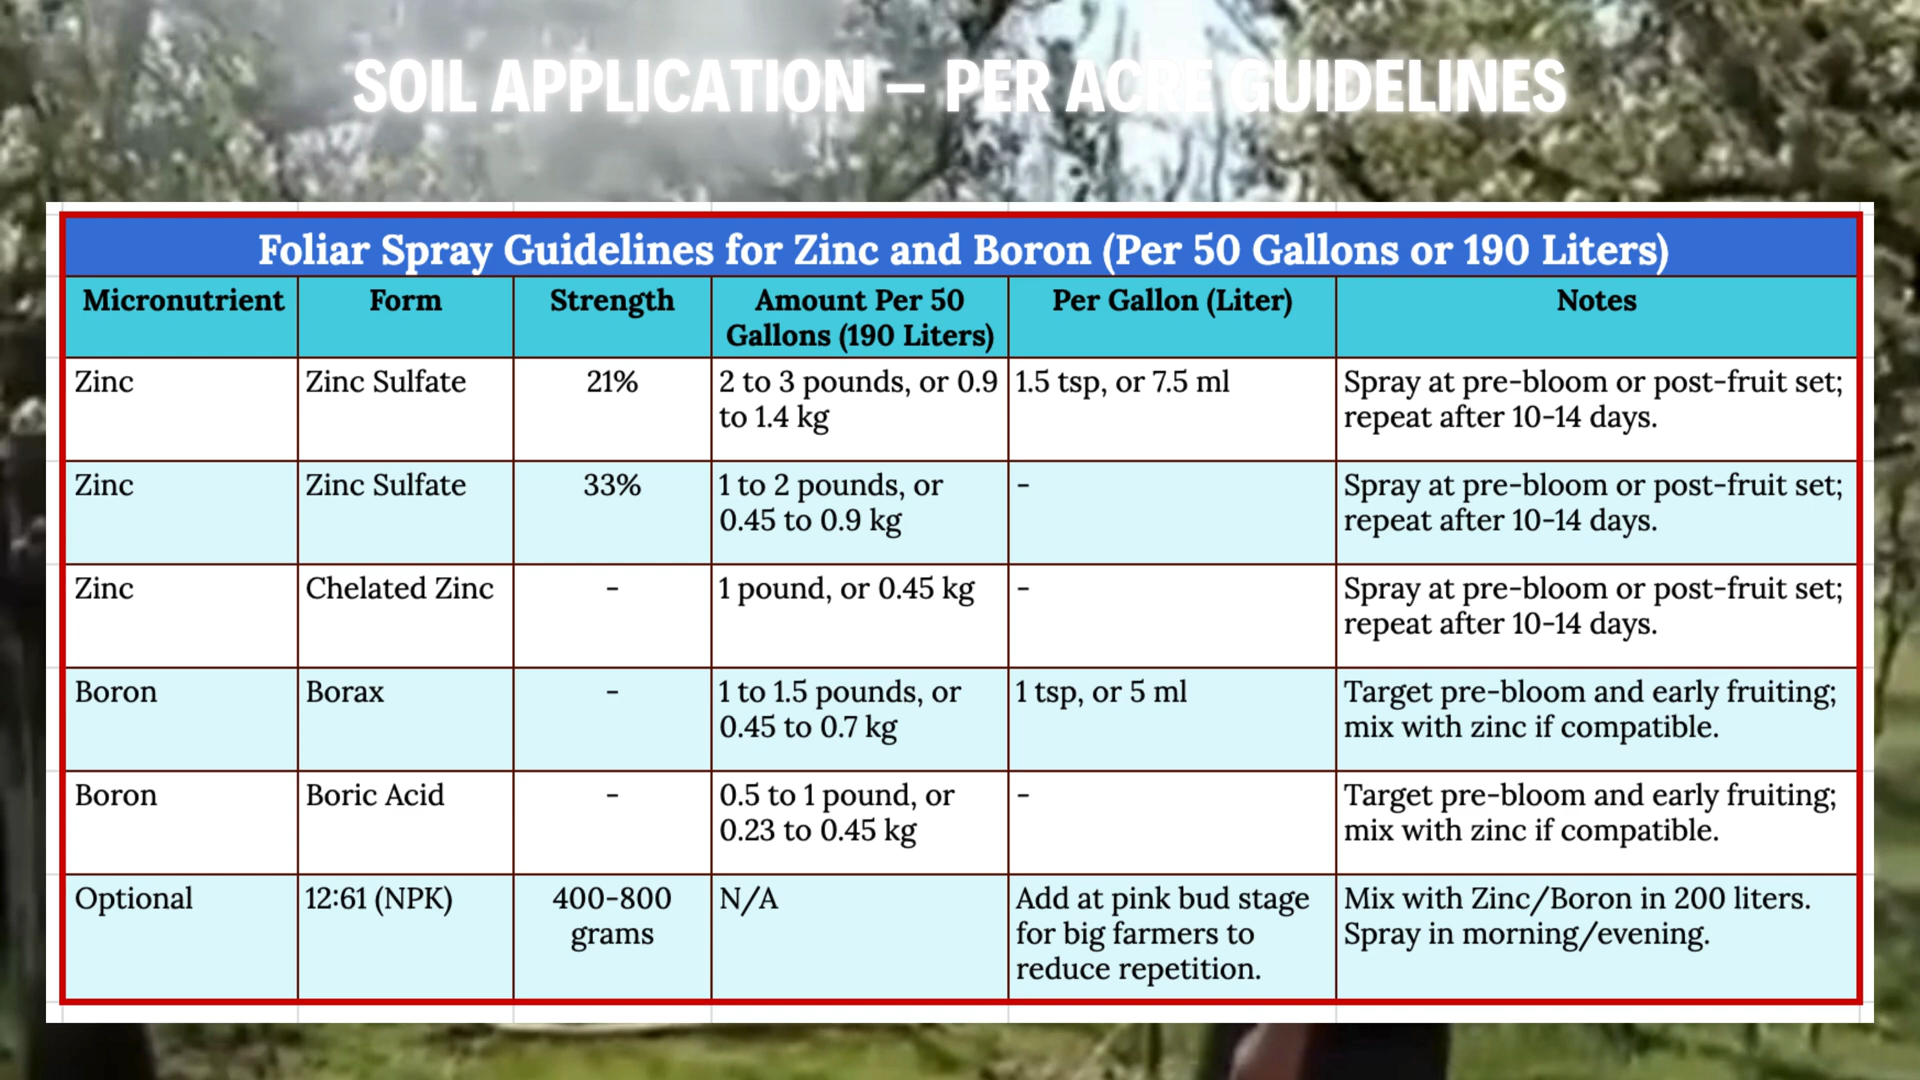 SOIL APPLICATION – PER ACRE GUIDELINES
Foliar Spray Guidelines for Zinc and Boron (Per 50 Gallons or 190 Liters)
Micronutrient
Form
Strength
Amount Per 50
Gallons (190 Liters)
Per Gallon (Liter)
Notes
Zinc
Zinc Sulfate
21%
2 to 3 pounds, or 0.9
to 1.4 kg
1.5 tsp, or 7.5 ml
Spray at pre-bloom or post-fruit set;
repeat after 10-14 days.
Zinc
Zinc Sulfate
33%
1 to 2 pounds, or
0.45 to 0.9 kg
-
Spray at pre-bloom or post-fruit set;
repeat after 10-14 days.
Zinc
Chelated Zinc
-
1 pound, or 0.45 kg
-
Spray at pre-bloom or post-fruit set;
repeat after 10-14 days.
Boron
Borax
-
1 to 1.5 pounds, or
0.45 to 0.7 kg
1 tsp, or 5 ml
Target pre-bloom and early fruiting;
mix with zinc if compatible.
Boron
Boric Acid
-
0.5 to 1 pound, or
0.23 to 0.45 kg
-
Target pre-bloom and early fruiting;
mix with zinc if compatible.
Optional
12:61 (NPK)
400-800
grams
N/A
Add at pink bud stage
for big farmers to
reduce repetition.
Mix with Zinc/Boron in 200 liters.
Spray in morning/evening.